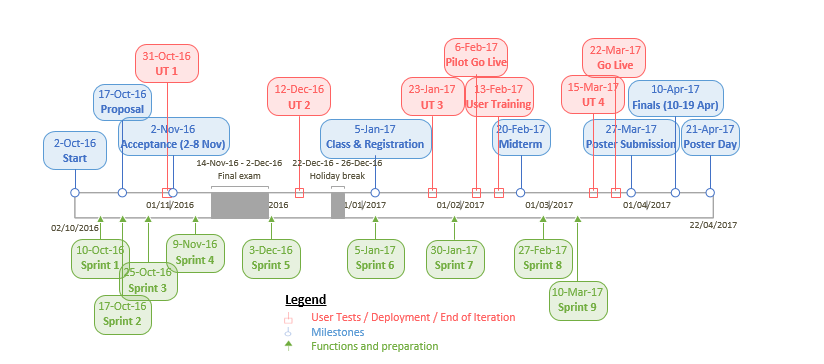 6-Feb-17
Pilot Go Live
22-Mar-17
Go Live
31-Oct-16
UT 1
12-Dec-16
UT 2
23-Jan-17
UT 3
13-Feb-17
User Training
15-Mar-17
UT 4
17-Oct-16
Proposal
10-Apr-17
Finals (10-19 Apr)
2-Oct-16
Start
2-Nov-16
Acceptance (2-8 Nov)
5-Jan-17
Class & Registration
20-Feb-17
Midterm
27-Mar-17
Poster Submission
21-Apr-17
Poster Day
14-Nov-16 - 2-Dec-16
Final exam
22-Dec-16 - 26-Dec-16
Holiday break
01/11/2016
2016
1/01/2017
01/02/2017
01/03/2017
01/04/2017
02/10/2016
22/04/2017
10-Oct-16
Sprint 1
17-Oct-16
Sprint 2
25-Oct-16
Sprint 3
9-Nov-16
Sprint 4
3-Dec-16
Sprint 5
5-Jan-17
Sprint 6
30-Jan-17
Sprint 7
27-Feb-17
Sprint 8
10-Mar-17
Sprint 9
Legend
User Tests / Deployment / End of Iteration
Milestones
Functions and preparation